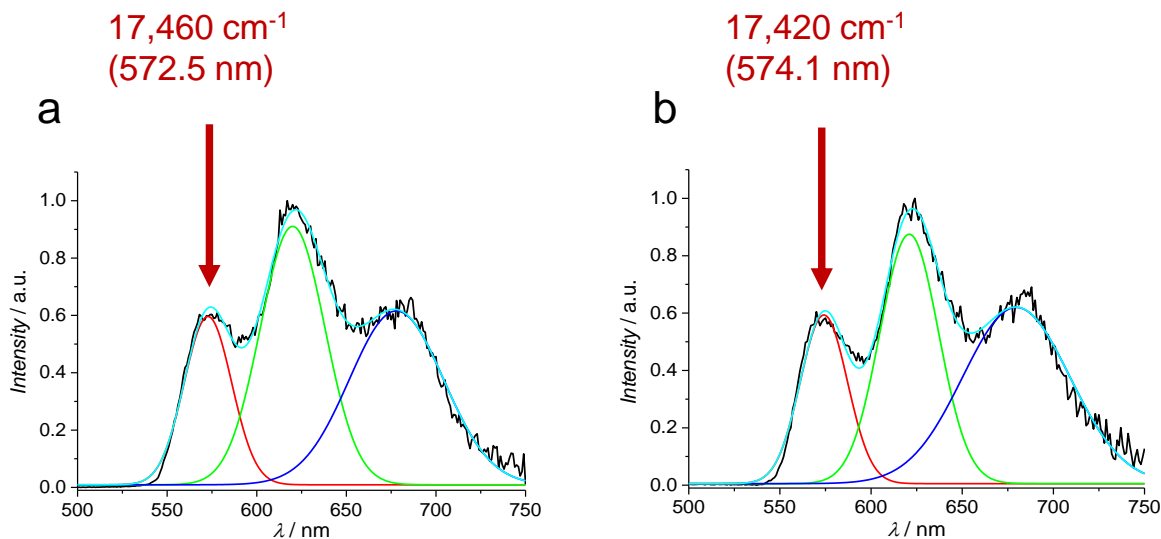 17,460 cm-1
(572.5 nm)
a
1.0
0.8
0.6
0.4
0.2
0.0
Intensity / a.u.
500 550 600 650 700 750
λ / nm
17,420 cm-1
(574.1 nm)
b
1.0
0.8
0.6
0.4
0.2
0.0
Intensity / a.u.
500 550 600 650 700 750
λ / nm